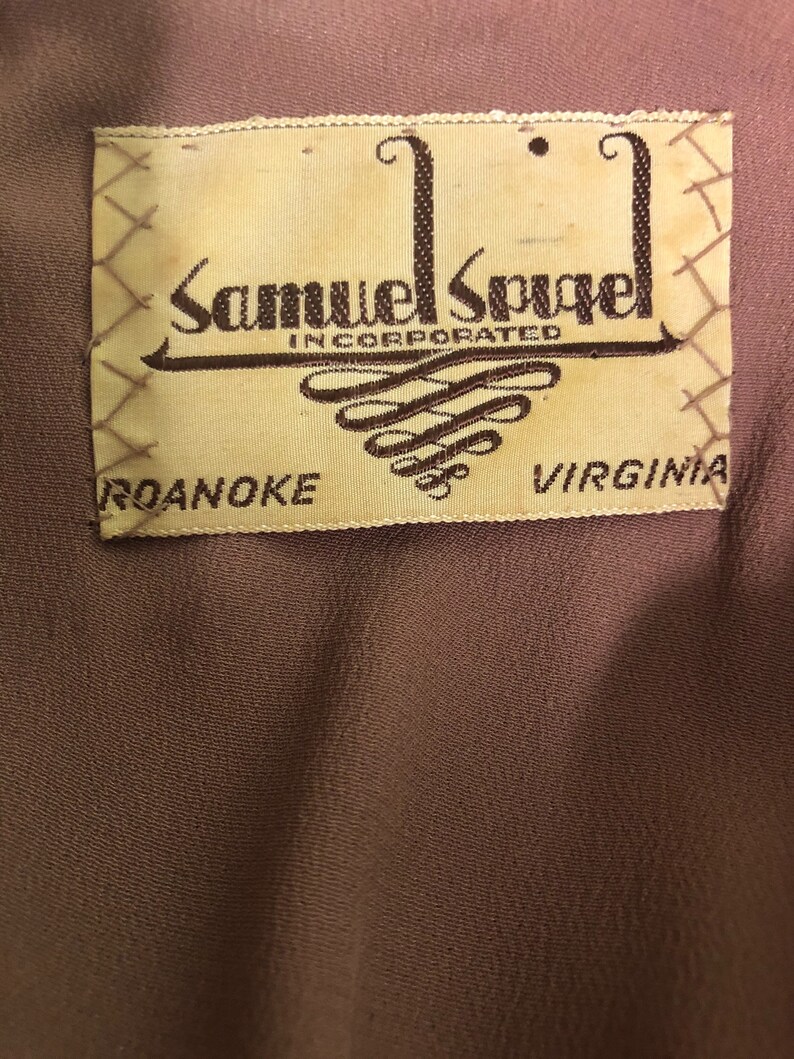 Samuel Spigel
INCORPORATED
ROANOKE VIRGINIA